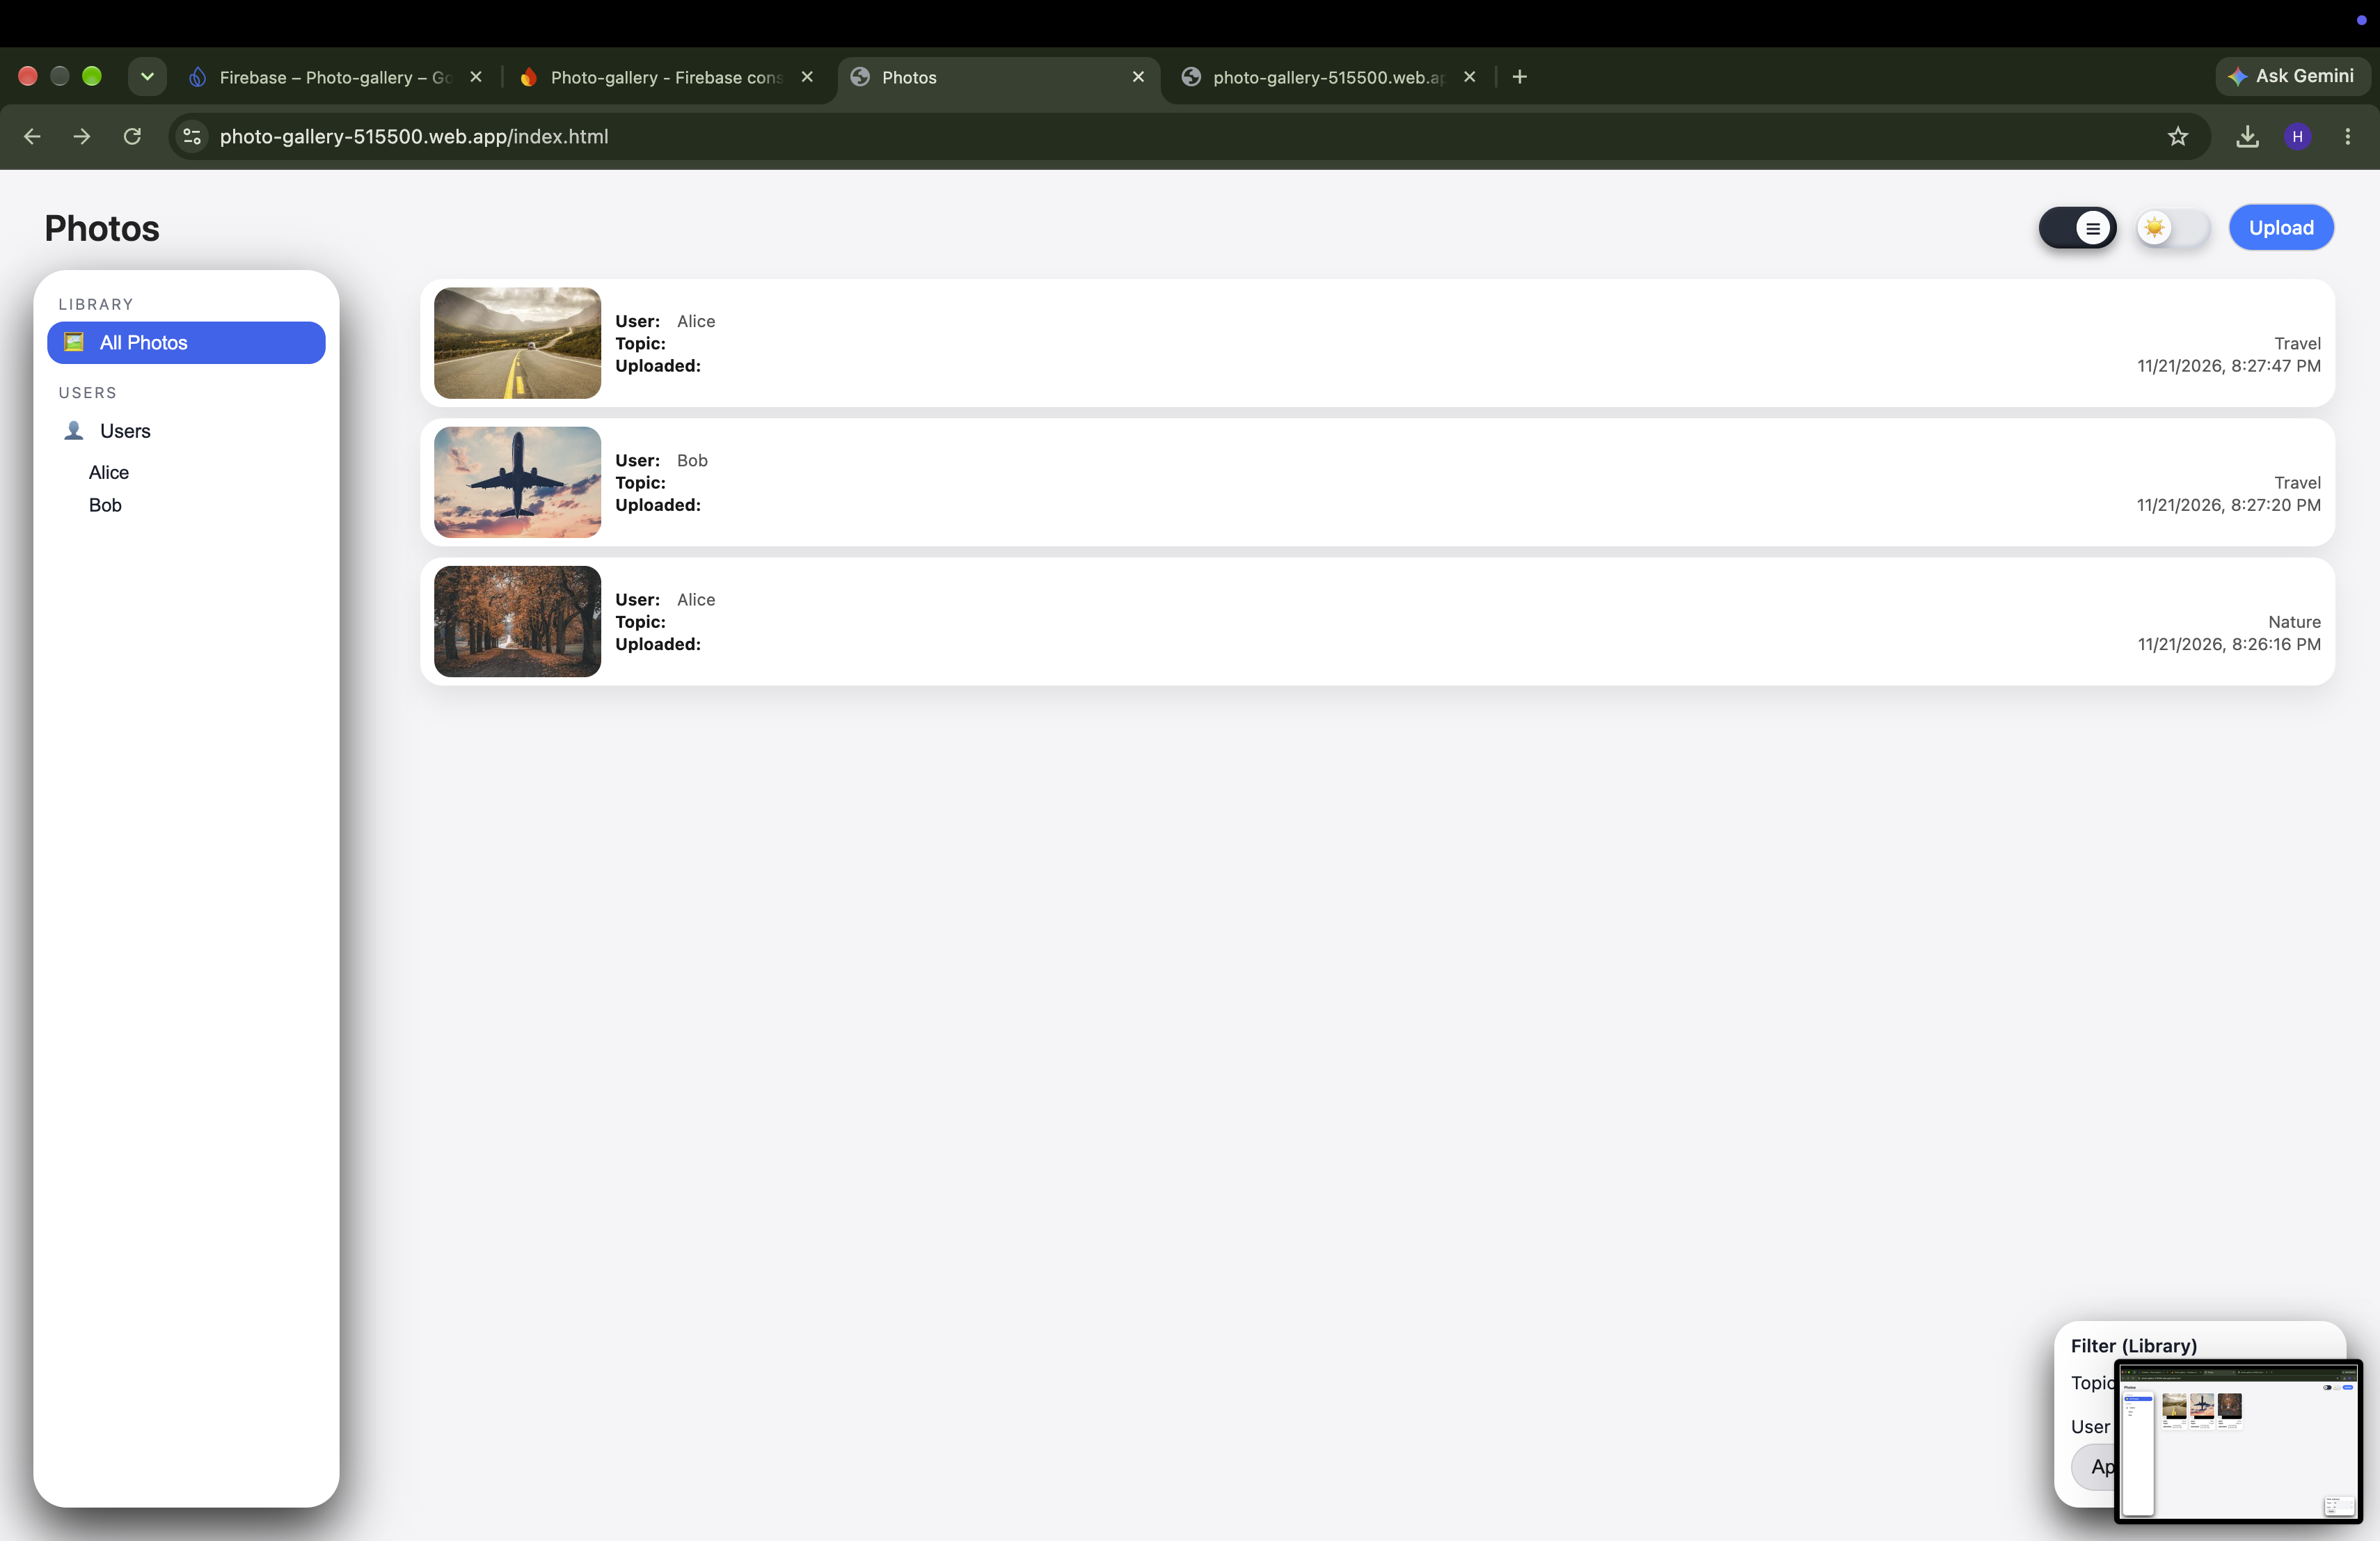 Firebase – Photo-gallery – Go
Photo-gallery - Firebase cons
Photos
photo-gallery-515500.web.ap
Ask Gemini
photo-gallery-515500.web.app/index.html
H
Photos
Upload
LIBRARY
All Photos
USERS
Users
Alice
Bob
User: Alice
Topic: Travel
Uploaded: 11/21/2026, 8:27:47 PM
User: Bob
Topic: Travel
Uploaded: 11/21/2026, 8:27:20 PM
User: Alice
Topic: Nature
Uploaded: 11/21/2026, 8:26:16 PM
Filter (Library)
Topic
User
Ap